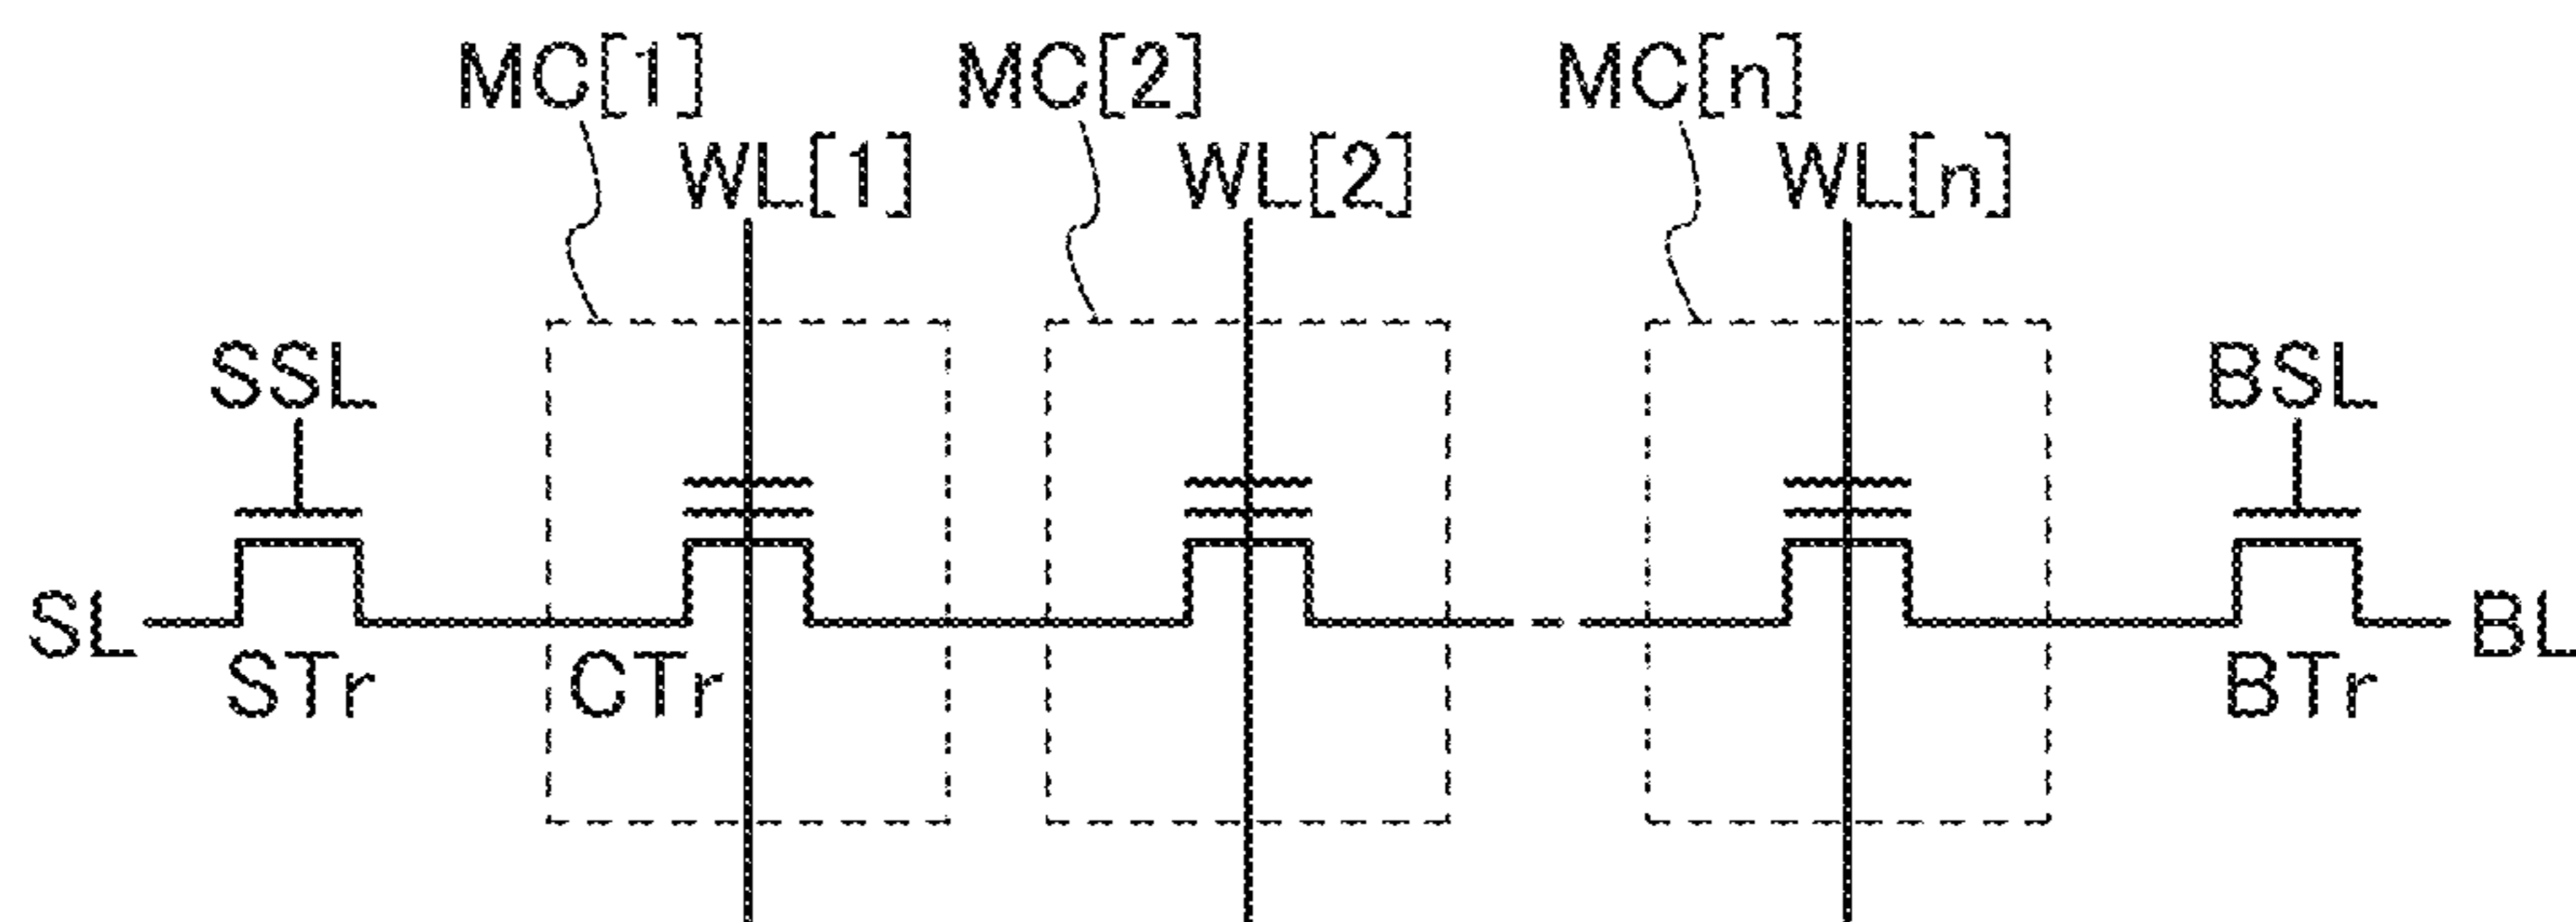 MC[1] MC[2] MC[n]
WL[1] WL[2] WL[n]
SSL BSL
SL BL
STr CTr BTr